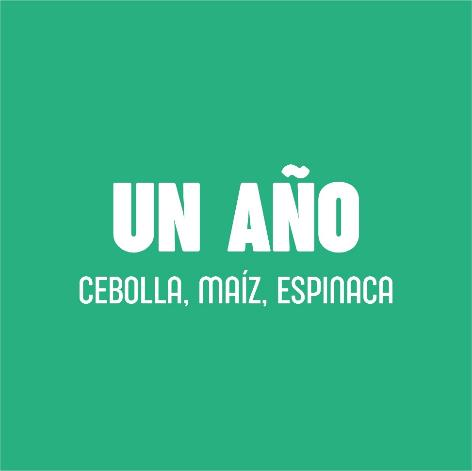 UN AÑO
CEBOLLA, MAÍZ, ESPINACA